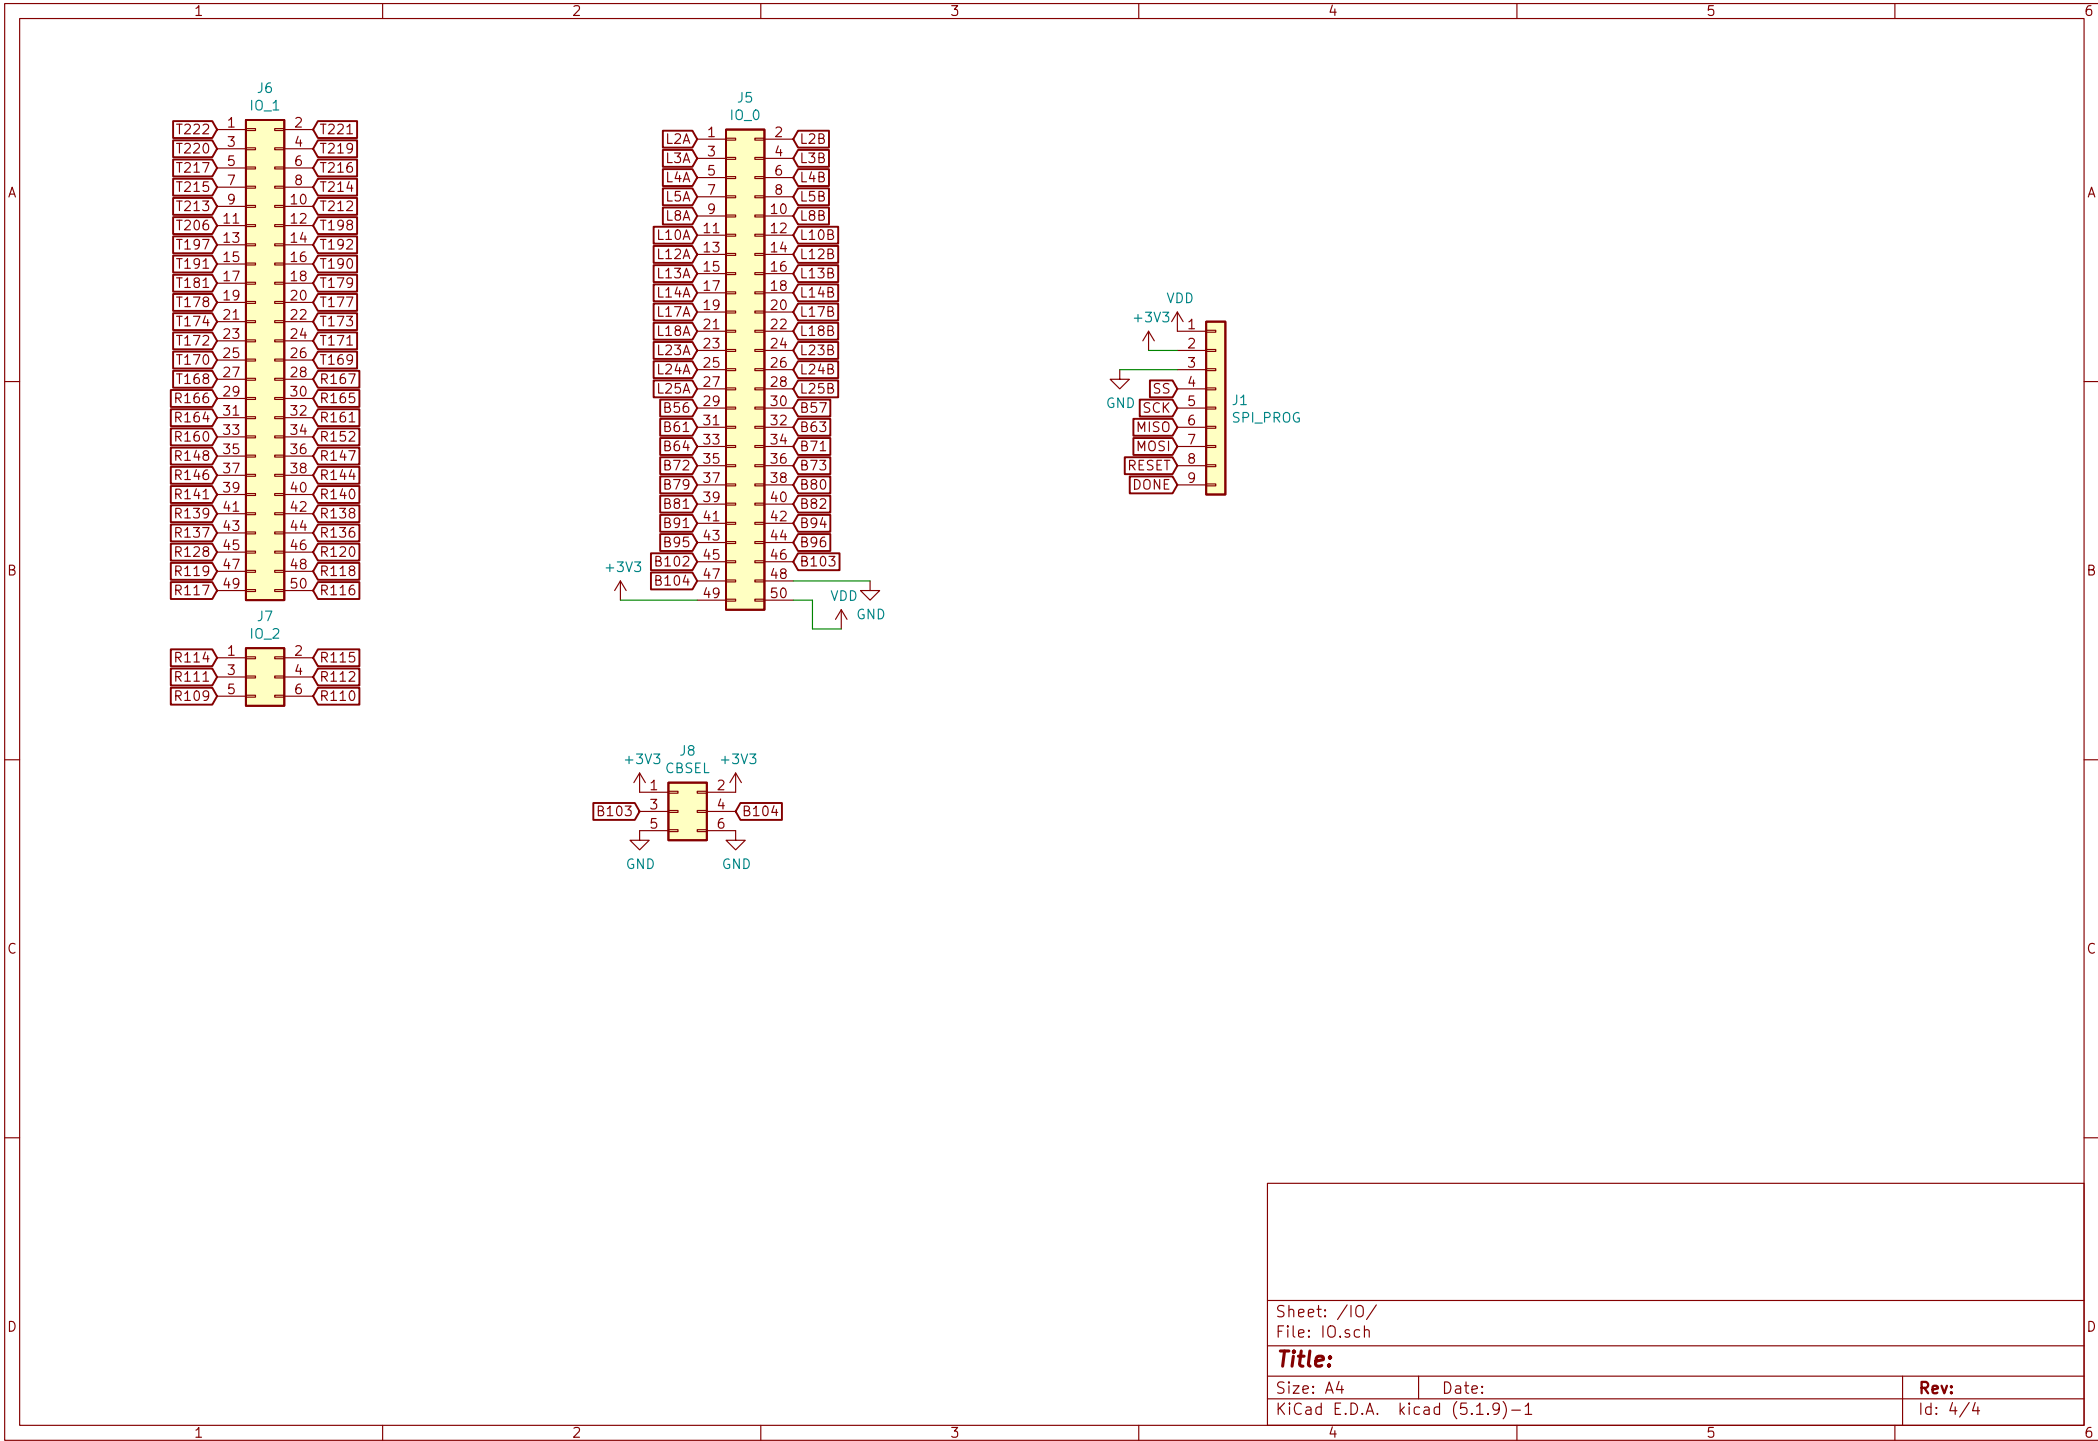 1 2 3 4 5 6
A A
B B
C C
D D
J6
IO_1
T222 1 2 T221
T220 3 4 T219
T217 5 6 T216
T215 7 8 T214
T213 9 10 T212
T206 11 12 T198
T197 13 14 T192
T191 15 16 T190
T181 17 18 T179
T178 19 20 T177
T174 21 22 T173
T172 23 24 T171
T170 25 26 T169
T168 27 28 R167
R166 29 30 R165
R164 31 32 R161
R160 33 34 R152
R148 35 36 R147
R146 37 38 R144
R141 39 40 R140
R139 41 42 R138
R137 43 44 R136
R128 45 46 R120
R119 47 48 R118
R117 49 50 R116
J7
IO_2
R114 1 2 R115
R111 3 4 R112
R109 5 6 R110
J5
IO_0
L2A 1 2 L2B
L3A 3 4 L3B
L4A 5 6 L4B
L5A 7 8 L5B
L8A 9 10 L8B
L10A 11 12 L10B
L12A 13 14 L12B
L13A 15 16 L13B
L14A 17 18 L14B
L17A 19 20 L17B
L18A 21 22 L18B
L23A 23 24 L23B
L24A 25 26 L24B
L25A 27 28 L25B
B56 29 30 B57
B61 31 32 B63
B64 33 34 B71
B72 35 36 B73
B79 37 38 B80
B81 39 40 B82
B91 41 42 B94
B95 43 44 B96
B102 45 46 B103
+3V3 B104 47 48
49 50 VDD GND
J8
+3V3 CBSEL +3V3
1 2
B103 3 4 B104
5 6
GND GND
VDD
+3V3 1
2
3
GND
SS 4
SCK 5
MISO 6
MOSI 7
RESET 8
DONE 9
J1
SPI_PROG
Sheet: /IO/
File: IO.sch
Title:
Size: A4 Date: Rev:
KiCad E.D.A. kicad (5.1.9)-1 Id: 4/4
1 2 3 4 5 6